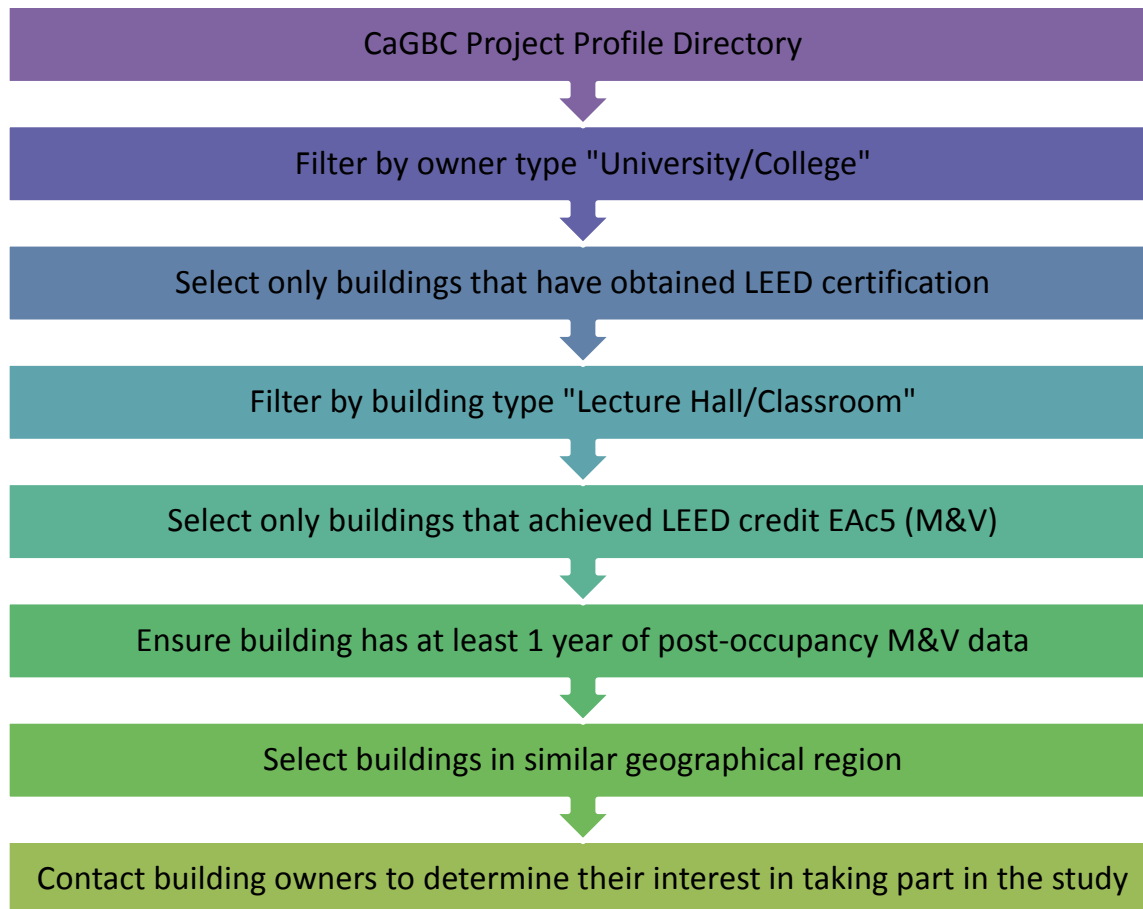 CaGBC Project Profile Directory
Filter by owner type "University/College"
Select only buildings that have obtained LEED certification
Filter by building type "Lecture Hall/Classroom"
Select only buildings that achieved LEED credit EAc5 (M&V)
Ensure building has at least 1 year of post-occupancy M&V data
Select buildings in similar geographical region
Contact building owners to determine their interest in taking part in the study